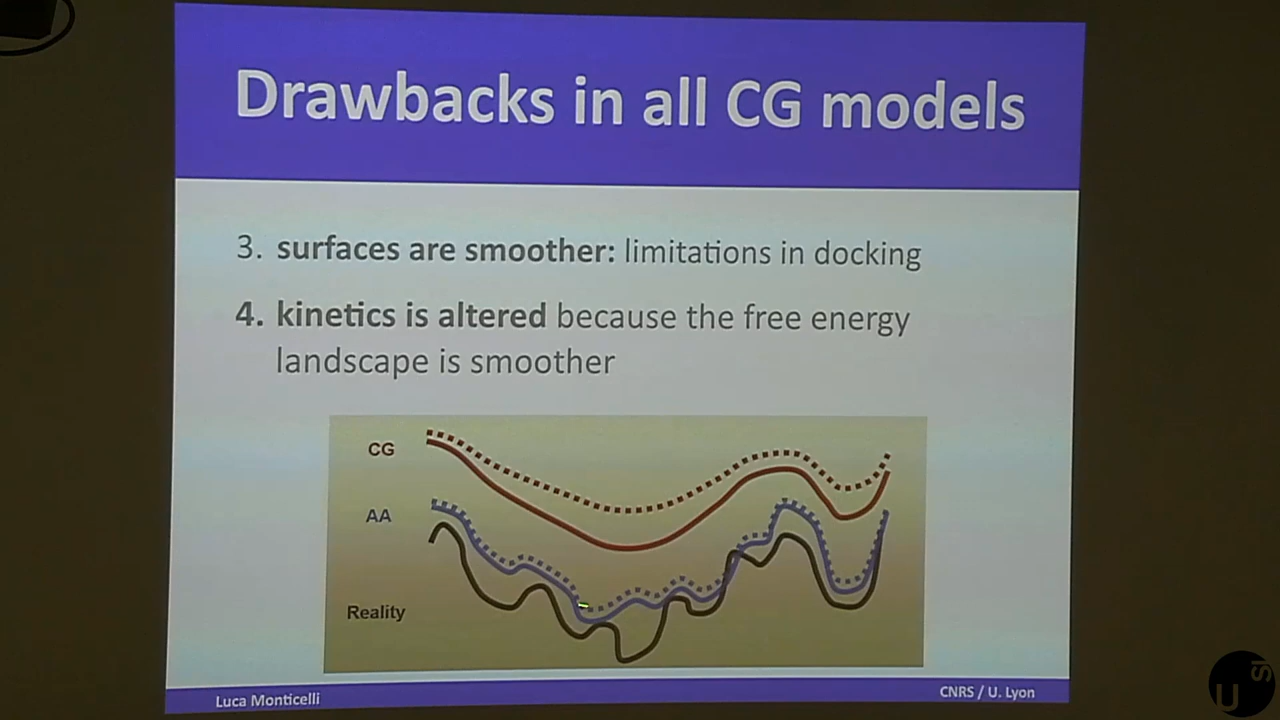 Drawbacks in all CG models
3. surfaces are smoother: limitations in docking
4. kinetics is altered because the free energy
landscape is smoother
CG
AA
Reality
Luca Monticelli
CNRS / U. Lyon
U
SI